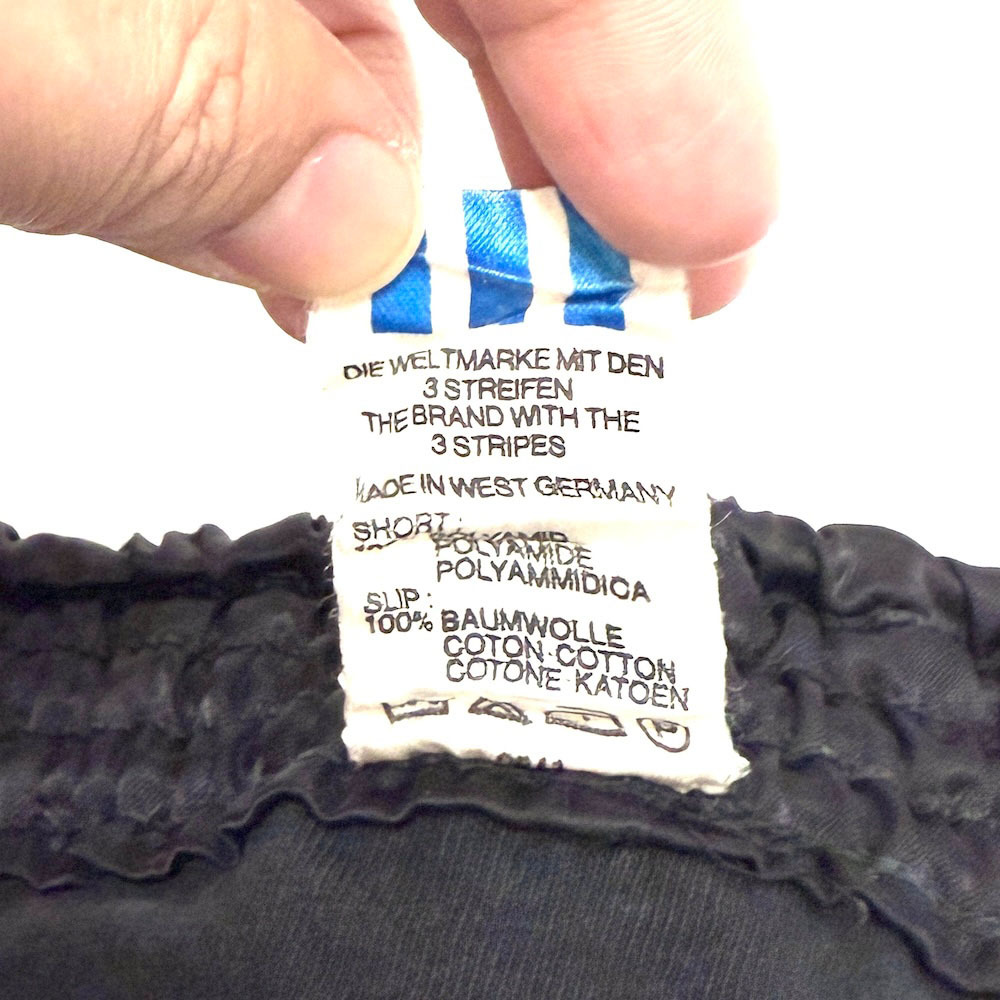 DIE WELTMARKE MIT DEN
3 STREIFEN
THE BRAND WITH THE
3 STRIPES
MADE IN WEST GERMANY
SHORT:
POLYAMIDE
POLYAMMIDICA
SLIP:
100% BAUMWOLLE
COTON·COTTON
COTONE·KATOEN
P